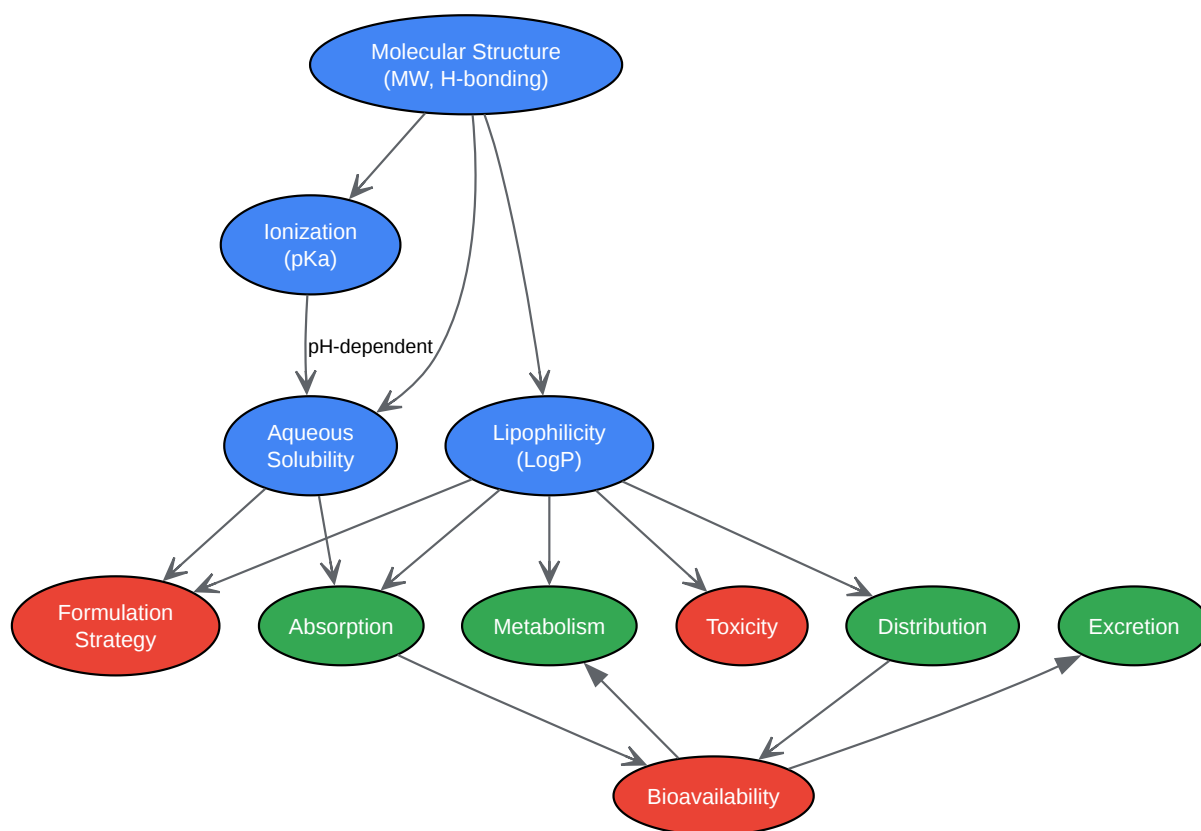 Molecular Structure
(MW, H-bonding)
Ionization
(pKa)
pH-dependent
Aqueous
Solubility
Lipophilicity
(LogP)
Formulation
Strategy
Absorption
Metabolism
Toxicity
Distribution
Excretion
Bioavailability